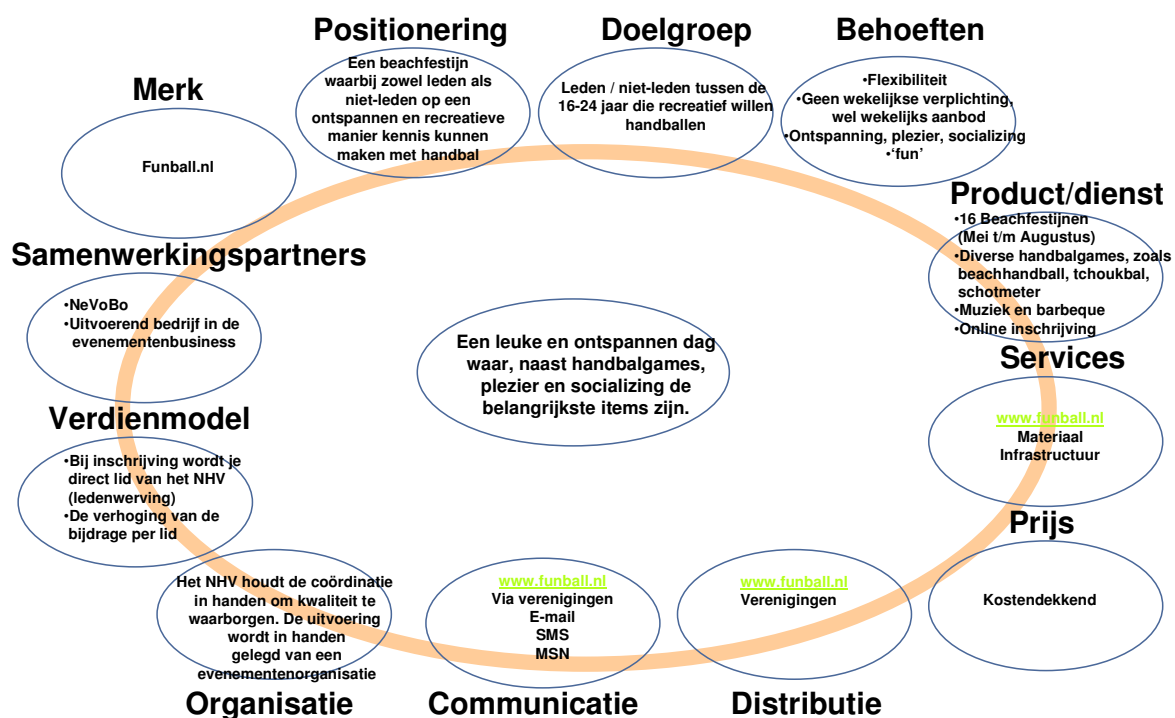 Positionering
Een beachfestijn
waarbij zowel leden als
niet-leden op een
ontspannen en recreatieve
manier kennis kunnen
maken met handbal
Doelgroep
Leden / niet-leden tussen de
16-24 jaar die recreatief willen
handballen
Behoeften
•Flexibiliteit
•Geen wekelijkse verplichting,
wel wekelijks aanbod
•Ontspanning, plezier, socializing
•‘fun’
Product/dienst
•16 Beachfestijnen
(Mei t/m Augustus)
•Diverse handbalgames, zoals
beachhandball, tchoukbal,
schotmeter
•Muziek en barbeque
•Online inschrijving
Services
www.funball.nl
Materiaal
Infrastructuur
Prijs
Kostendekkend
www.funball.nl
Verenigingen
Distributie
www.funball.nl
Via verenigingen
E-mail
SMS
MSN
Communicatie
Het NHV houdt de coördinatie
in handen om kwaliteit te
waarborgen. De uitvoering
wordt in handen
gelegd van een
evenementenorganisatie
Organisatie
Verdienmodel
•Bij inschrijving wordt je
direct lid van het NHV
(ledenwerving)
•De verhoging van de
bijdrage per lid
Samenwerkingspartners
•NeVoBo
•Uitvoerend bedrijf in de
evenementenbusiness
Merk
Funball.nl
Een leuke en ontspannen dag
waar, naast handbalgames,
plezier en socializing de
belangrijkste items zijn.